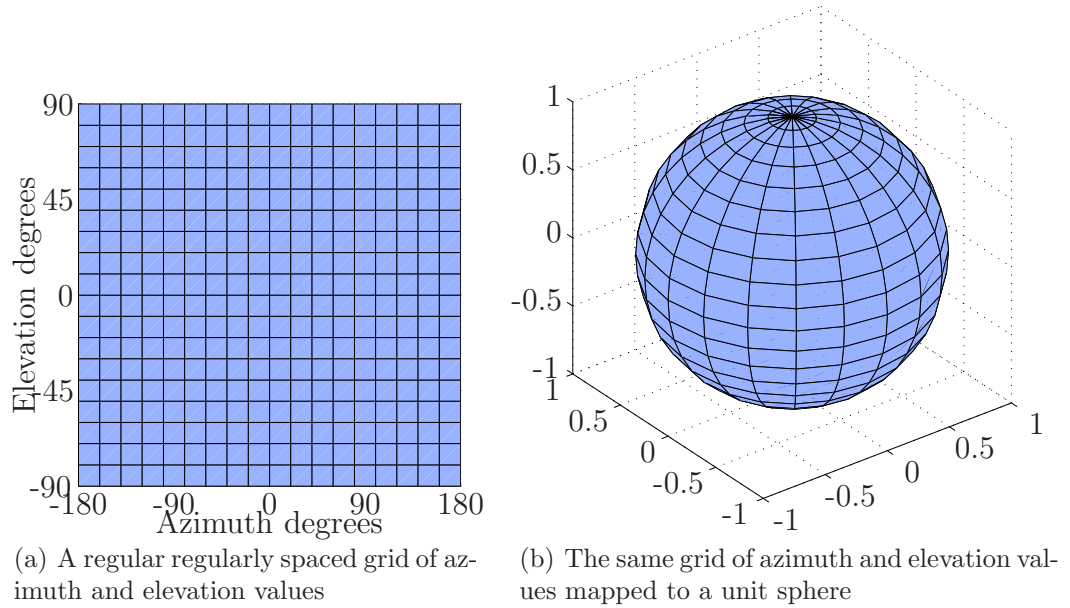 90
45
0
-45
-90
Elevation degrees
-180 -90 0 90 180
Azimuth degrees
(a) A regular regularly spaced grid of az-
imuth and elevation values
1
0.5
0
-0.5
-1
1
0.5
0
-0.5
-1
-1
-0.5
0
0.5
1
(b) The same grid of azimuth and elevation val-
ues mapped to a unit sphere